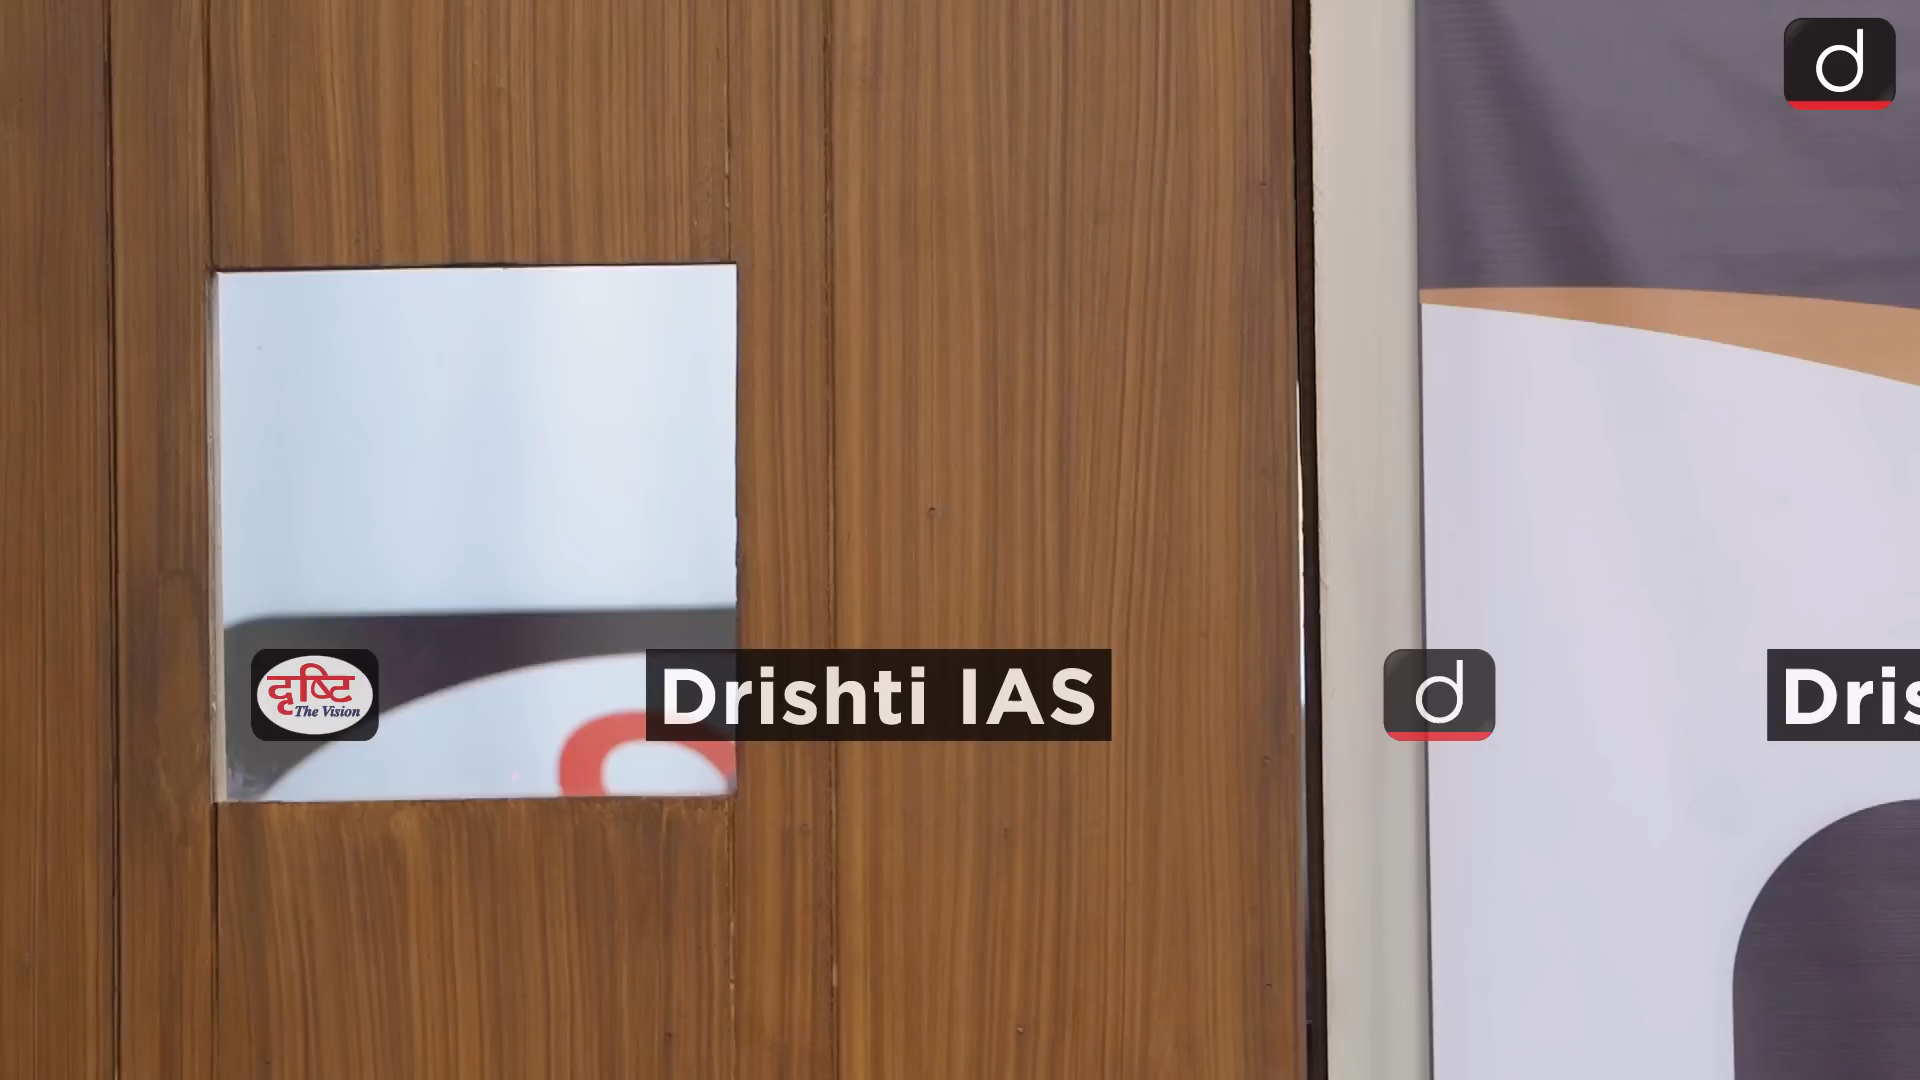 d
दृष्टि
The Vision
Drishti IAS
d
Dris